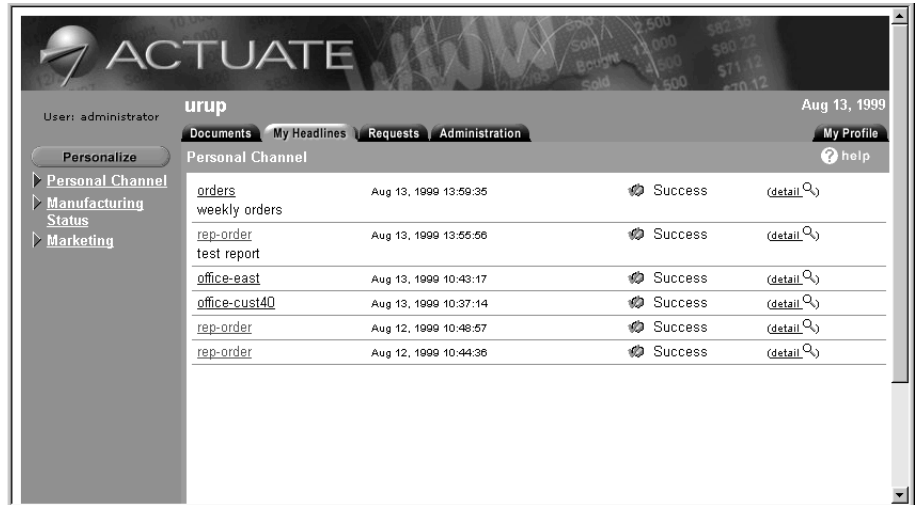 ACTUATE
User: administrator
urup
Aug 13, 1999
Documents My Headlines Requests Administration My Profile
Personalize
Personal Channel
help
Personal Channel
Manufacturing
Status
Marketing
orders Aug 13, 1999 13:59:35 Success (detail)
weekly orders
rep-order Aug 13, 1999 13:55:56 Success (detail)
test report
office-east Aug 13, 1999 10:43:17 Success (detail)
office-cust40 Aug 13, 1999 10:37:14 Success (detail)
rep-order Aug 12, 1999 10:48:57 Success (detail)
rep-order Aug 12, 1999 10:44:36 Success (detail)